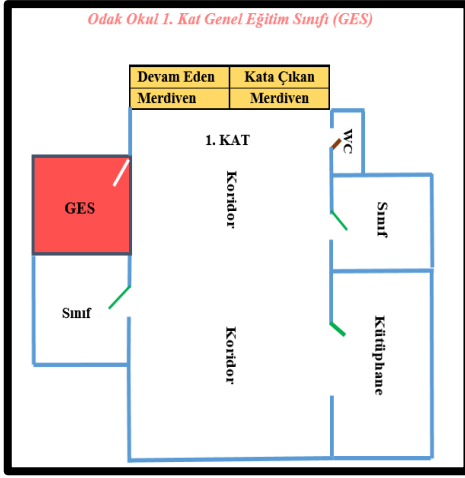 Odak Okul 1. Kat Genel Eğitim Sınıfı (GES)
Devam Eden
Kata Çıkan
Merdiven
Merdiven
1. KAT
WC
Koridor
GES
Sınıf
Sınıf
Koridor
Kütüphane